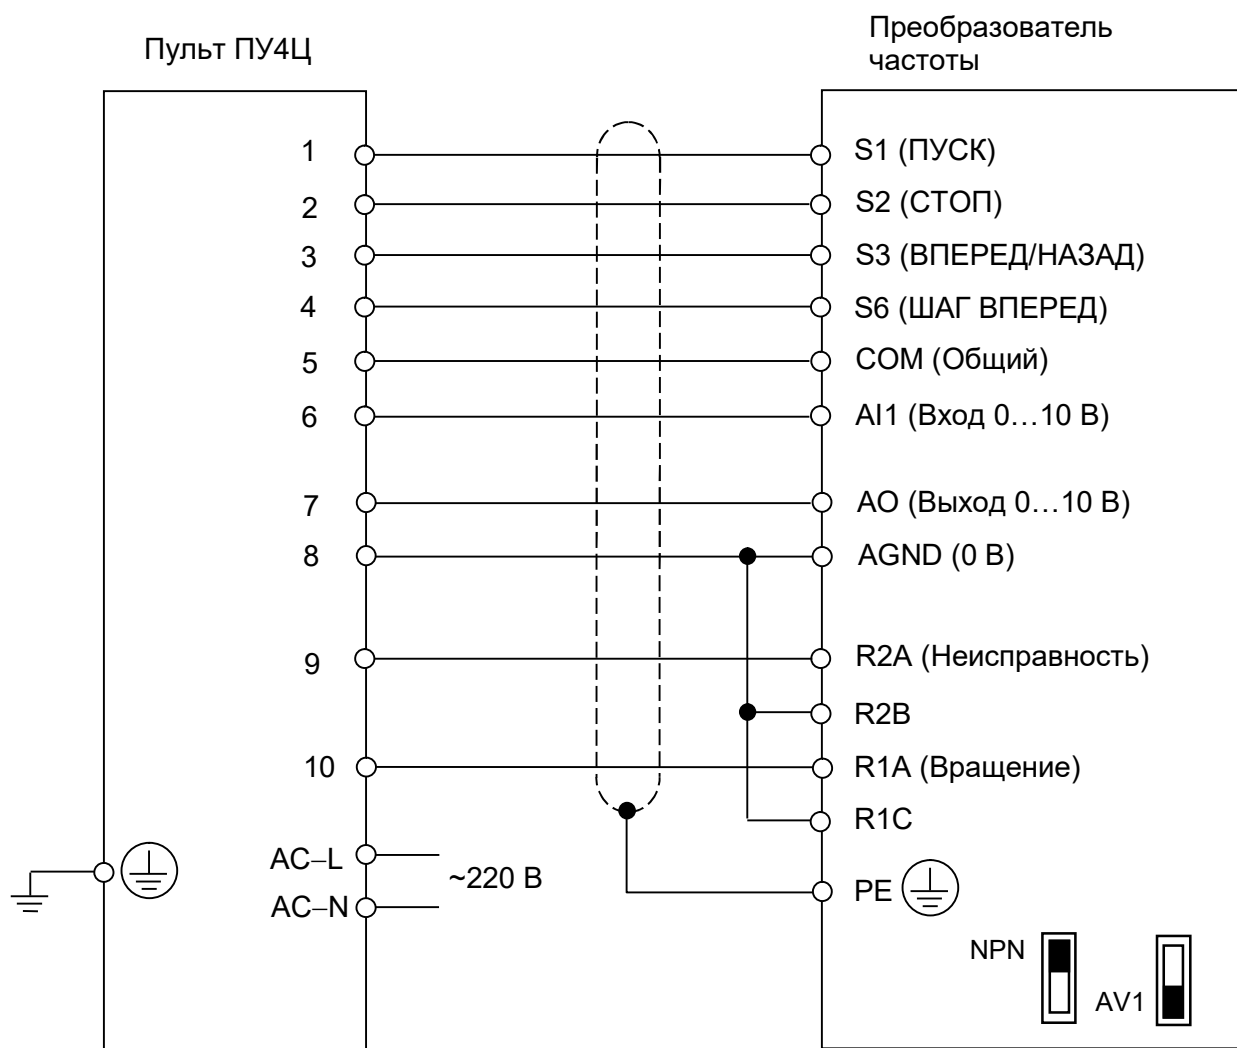 Пульт ПУ4Ц
Преобразователь
частоты
1
S1 (ПУСК)
2
S2 (СТОП)
3
S3 (ВПЕРЕД/НАЗАД)
4
S6 (ШАГ ВПЕРЕД)
5
COM (Общий)
6
AI1 (Вход 0…10 В)
7
AO (Выход 0…10 В)
8
AGND (0 В)
9
R2A (Неисправность)
R2B
10
R1A (Вращение)
R1C
AC–L
~220 В
AC–N
PE
NPN
AV1